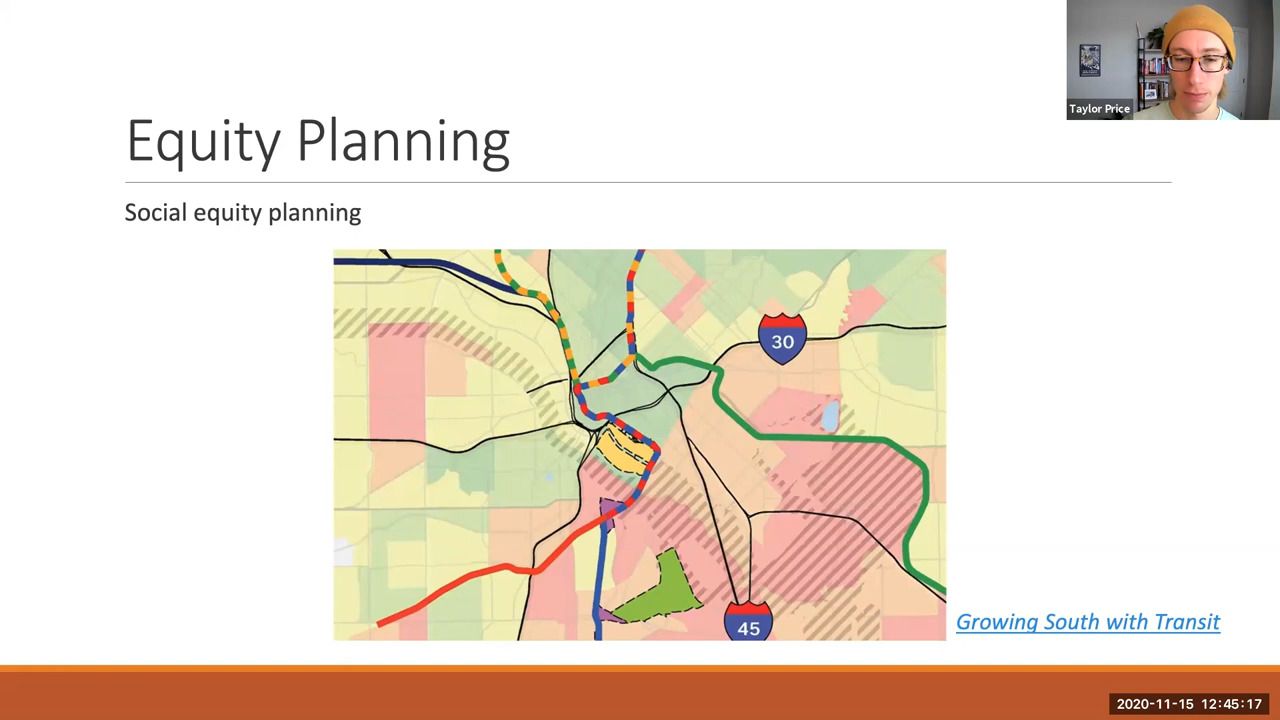 Taylor Price
Equity Planning
Social equity planning
30
45
Growing South with Transit
2020-11-15 12:45:17